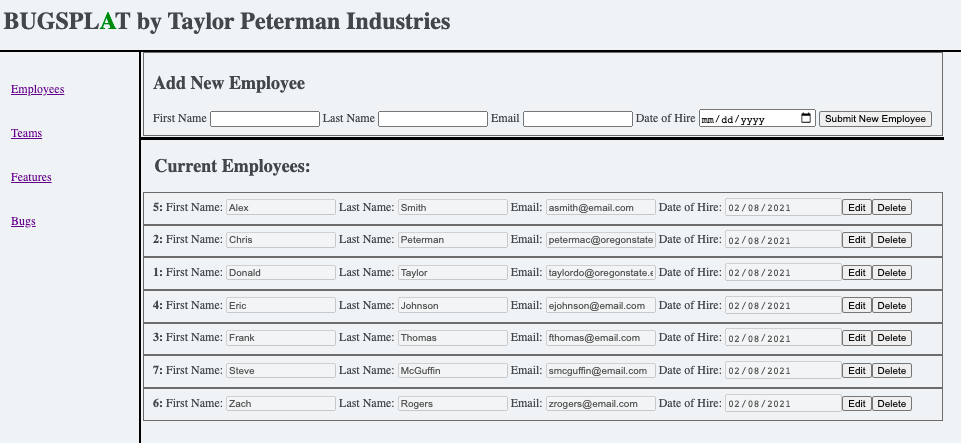 BUGSPLAT by Taylor Peterman Industries
Employees
Teams
Features
Bugs
Add New Employee
First Name Last Name Email Date of Hire mm/dd/yyyy Submit New Employee
Current Employees:
5: First Name: Alex Last Name: Smith Email: asmith@email.com Date of Hire: 02/08/2021 Edit Delete
2: First Name: Chris Last Name: Peterman Email: petermac@oregonstate Date of Hire: 02/08/2021 Edit Delete
1: First Name: Donald Last Name: Taylor Email: taylordo@oregonstate.e Date of Hire: 02/08/2021 Edit Delete
4: First Name: Eric Last Name: Johnson Email: ejohnson@email.com Date of Hire: 02/08/2021 Edit Delete
3: First Name: Frank Last Name: Thomas Email: fthomas@email.com Date of Hire: 02/08/2021 Edit Delete
7: First Name: Steve Last Name: McGuffin Email: smcguffin@email.com Date of Hire: 02/08/2021 Edit Delete
6: First Name: Zach Last Name: Rogers Email: zrogers@email.com Date of Hire: 02/08/2021 Edit Delete